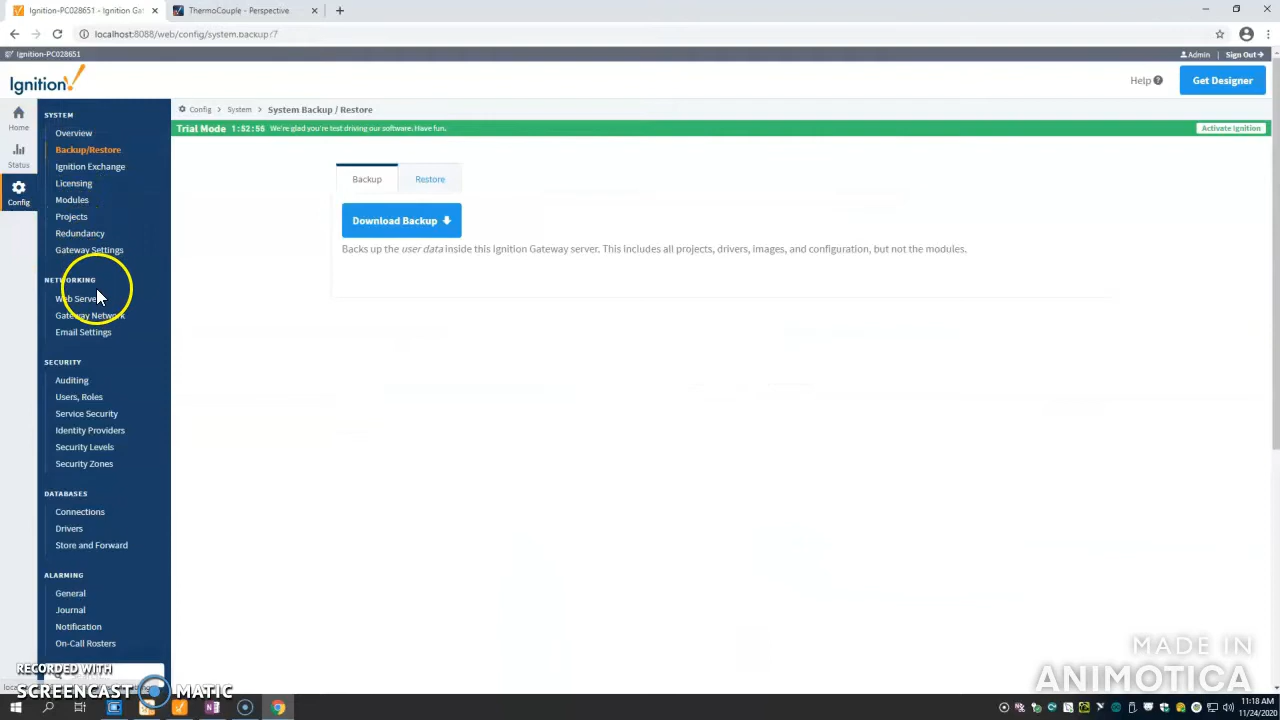 Ignition-PC028651 - Ignition Ga
ThermoCouple - Perspective
localhost:8088/web/config/system.backup?7
Ignition-PC028651
Admin
Sign Out
Ignition!
Help
Get Designer
Home
Status
Config
SYSTEM
Overview
Backup/Restore
Ignition Exchange
Licensing
Modules
Projects
Redundancy
Gateway Settings
NETWORKING
Web Server
Gateway Network
Email Settings
SECURITY
Auditing
Users, Roles
Service Security
Identity Providers
Security Levels
Security Zones
DATABASES
Connections
Drivers
Store and Forward
ALARMING
General
Journal
Notification
On-Call Rosters
Config > System > System Backup / Restore
Trial Mode 1:52:56 We're glad you're test driving our software. Have fun.
Activate Ignition
Backup
Restore
Download Backup
Backs up the user data inside this Ignition Gateway server. This includes all projects, drivers, images, and configuration, but not the modules.
RECORDED WITH
SCREENCAST MATIC
MADE IN
ANIMOTICA
11:18 AM
11/24/2020